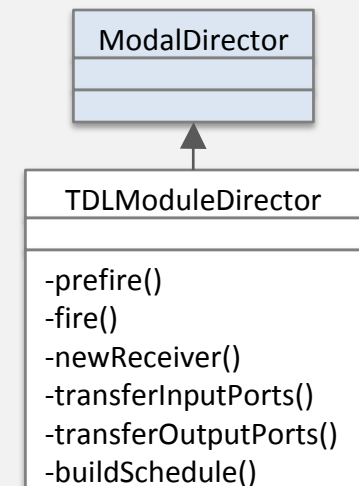 ModalDirector
TDLModuleDirector
-prefire()
-fire()
-newReceiver()
-transferInputPorts()
-transferOutputPorts()
-buildSchedule()